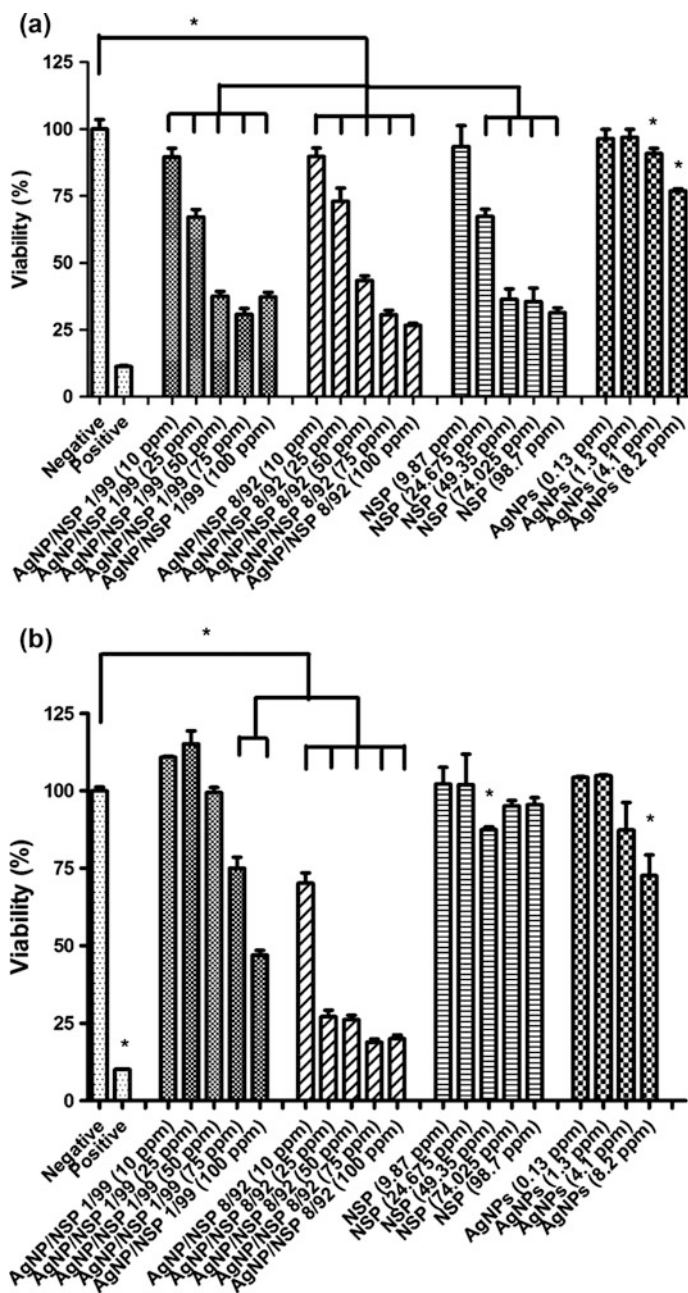 (a)
*
125
100
75
50
25
0
Viability (%)
*
*
Negative
Positive
AgNP/NSP 1/99 (10 ppm)
AgNP/NSP 1/99 (25 ppm)
AgNP/NSP 1/99 (50 ppm)
AgNP/NSP 1/99 (75 ppm)
AgNP/NSP 1/99 (100 ppm)
AgNP/NSP 8/92 (10 ppm)
AgNP/NSP 8/92 (25 ppm)
AgNP/NSP 8/92 (50 ppm)
AgNP/NSP 8/92 (75 ppm)
AgNP/NSP 8/92 (100 ppm)
NSP (9.87 ppm)
NSP (24.675 ppm)
NSP (49.35 ppm)
NSP (74.025 ppm)
NSP (98.7 ppm)
AgNPs (0.13 ppm)
AgNPs (1.3 ppm)
AgNPs (4.1 ppm)
AgNPs (8.2 ppm)
(b)
*
125
100
75
50
25
0
Viability (%)
*
*
*
Negative
Positive
AgNP/NSP 1/99 (10 ppm)
AgNP/NSP 1/99 (25 ppm)
AgNP/NSP 1/99 (50 ppm)
AgNP/NSP 1/99 (75 ppm)
AgNP/NSP 1/99 (100 ppm)
AgNP/NSP 8/92 (10 ppm)
AgNP/NSP 8/92 (25 ppm)
AgNP/NSP 8/92 (50 ppm)
AgNP/NSP 8/92 (75 ppm)
AgNP/NSP 8/92 (100 ppm)
NSP (9.87 ppm)
NSP (24.675 ppm)
NSP (49.35 ppm)
NSP (74.025 ppm)
NSP (98.7 ppm)
AgNPs (0.13 ppm)
AgNPs (1.3 ppm)
AgNPs (4.1 ppm)
AgNPs (8.2 ppm)